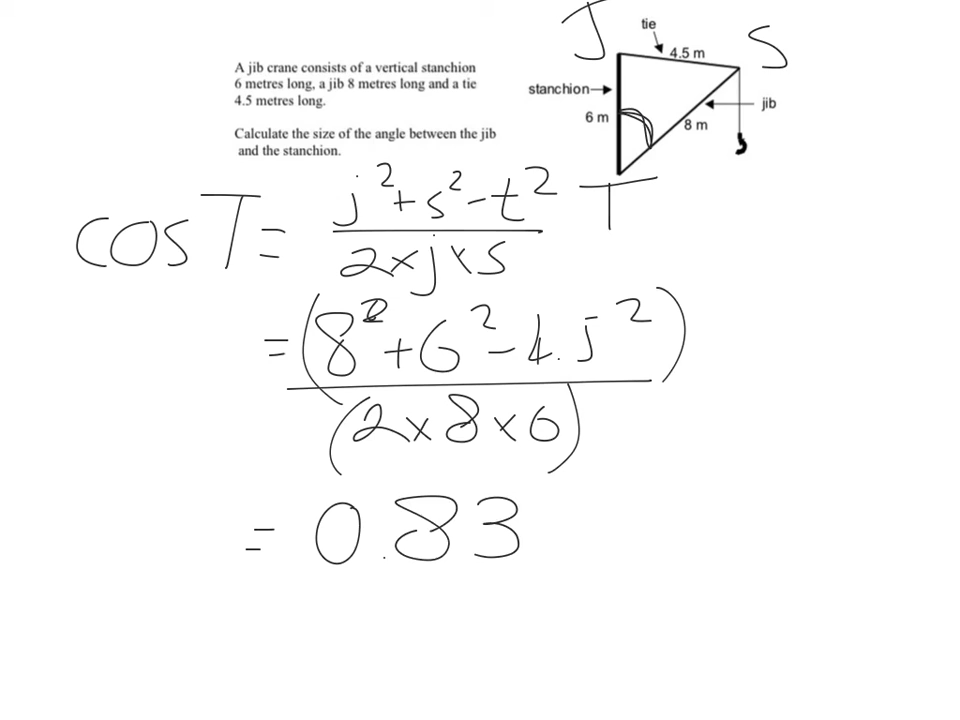 J
tie
4.5 m
S
A jib crane consists of a vertical stanchion
6 metres long, a jib 8 metres long and a tie
4.5 metres long.
stanchion
jib
6 m
8 m
Calculate the size of the angle between the jib
and the stanchion.
T
cos T = j² + s² - t²
2 × j × s
= (8² + 6² - 4.5²)
(2 × 8 × 6)
= 0.83